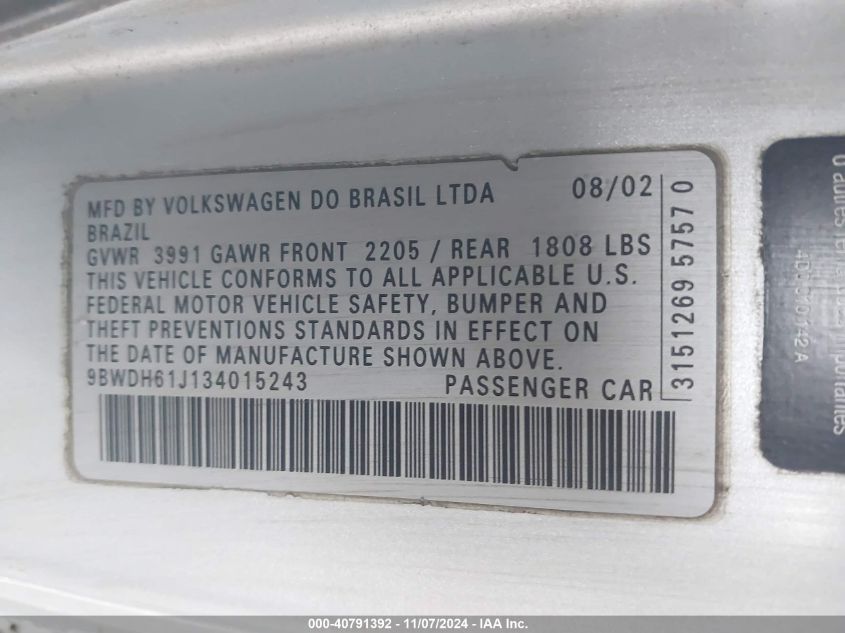 MFD BY VOLKSWAGEN DO BRASIL LTDA 08/02
BRAZIL
GVWR 3991 GAWR FRONT 2205 / REAR 1808 LBS
THIS VEHICLE CONFORMS TO ALL APPLICABLE U.S.
FEDERAL MOTOR VEHICLE SAFETY, BUMPER AND
THEFT PREVENTIONS STANDARDS IN EFFECT ON
THE DATE OF MANUFACTURE SHOWN ABOVE.
9BWDH61J134015243 PASSENGER CAR
3151269 5757 0
000-40791392 - 11/07/2024 - IAA Inc.